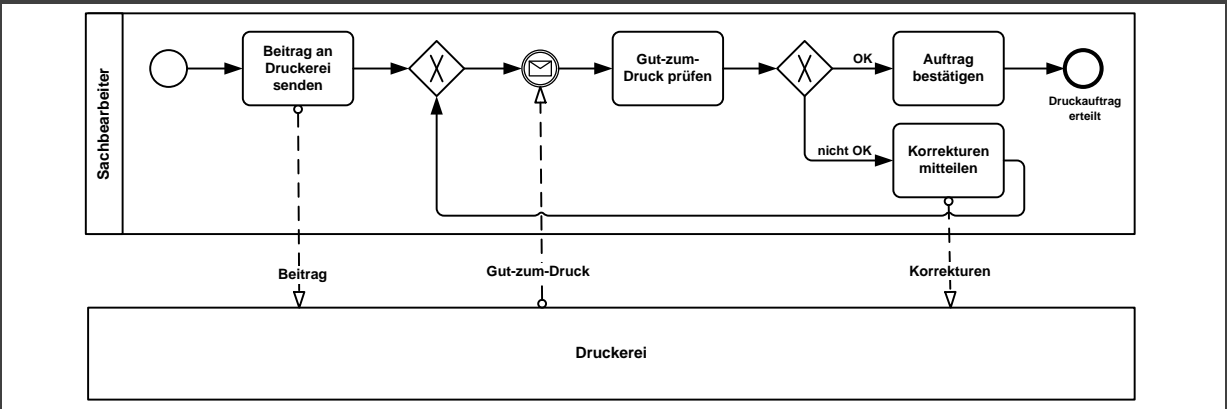 Sachbearbeiter
Beitrag an
Druckerei
senden
Gut-zum-
Druck prüfen
OK
Auftrag
bestätigen
Druckauftrag
erteilt
nicht OK
Korrekturen
mitteilen
Beitrag
Gut-zum-Druck
Korrekturen
Druckerei